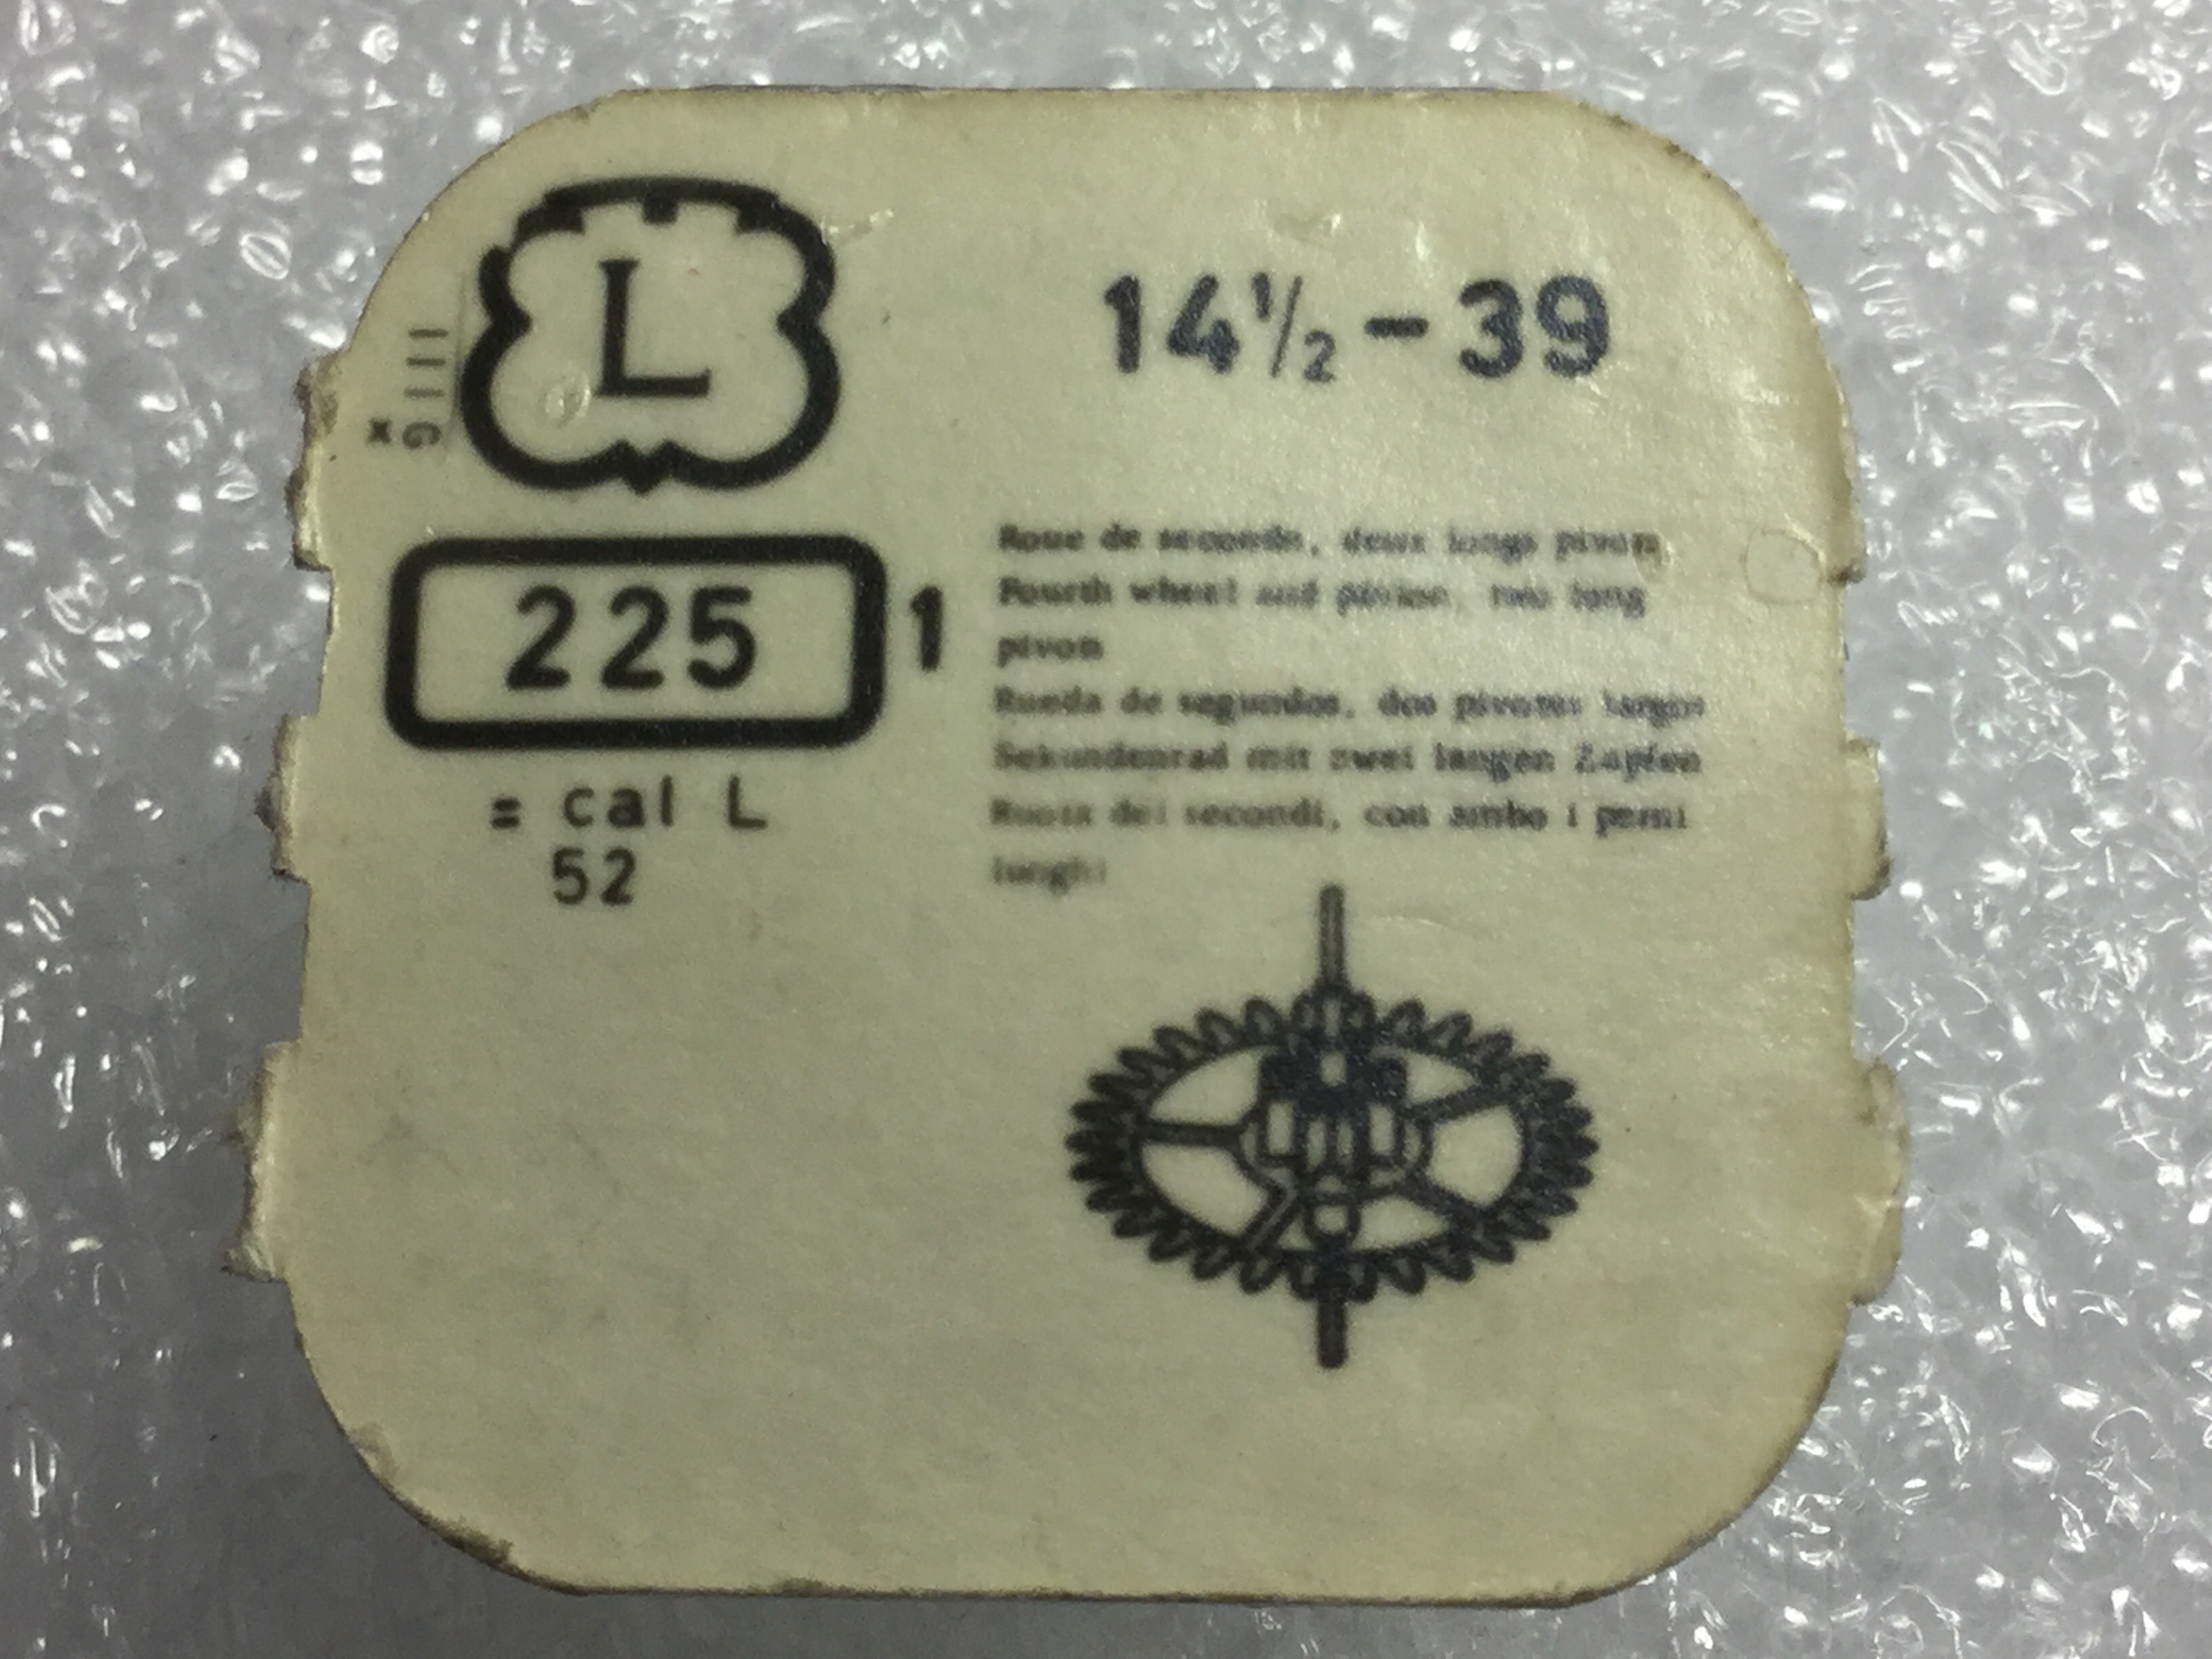 L
14½-39
IIIG
x
225 1
= cal L
52
Roue de seconde, deux longs pivots
Fourth wheel and pinion, two long
pivots
Rueda de segundos, dos pivotes largos
Sekundenrad mit zwei langen Zapfen
Ruota dei secondi, con ambo i perni
lunghi